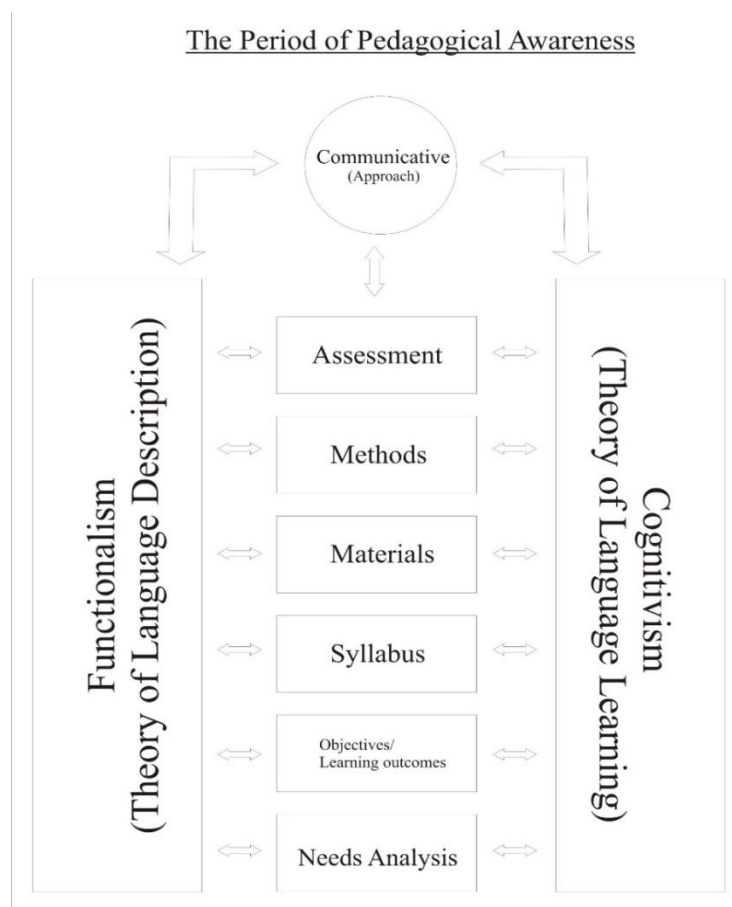 The Period of Pedagogical Awareness
Communicative
(Approach)
Functionalism
(Theory of Language Description)
Assessment
Methods
Materials
Syllabus
Objectives/
Learning outcomes
Needs Analysis
Cognitivism
(Theory of Language Learning)